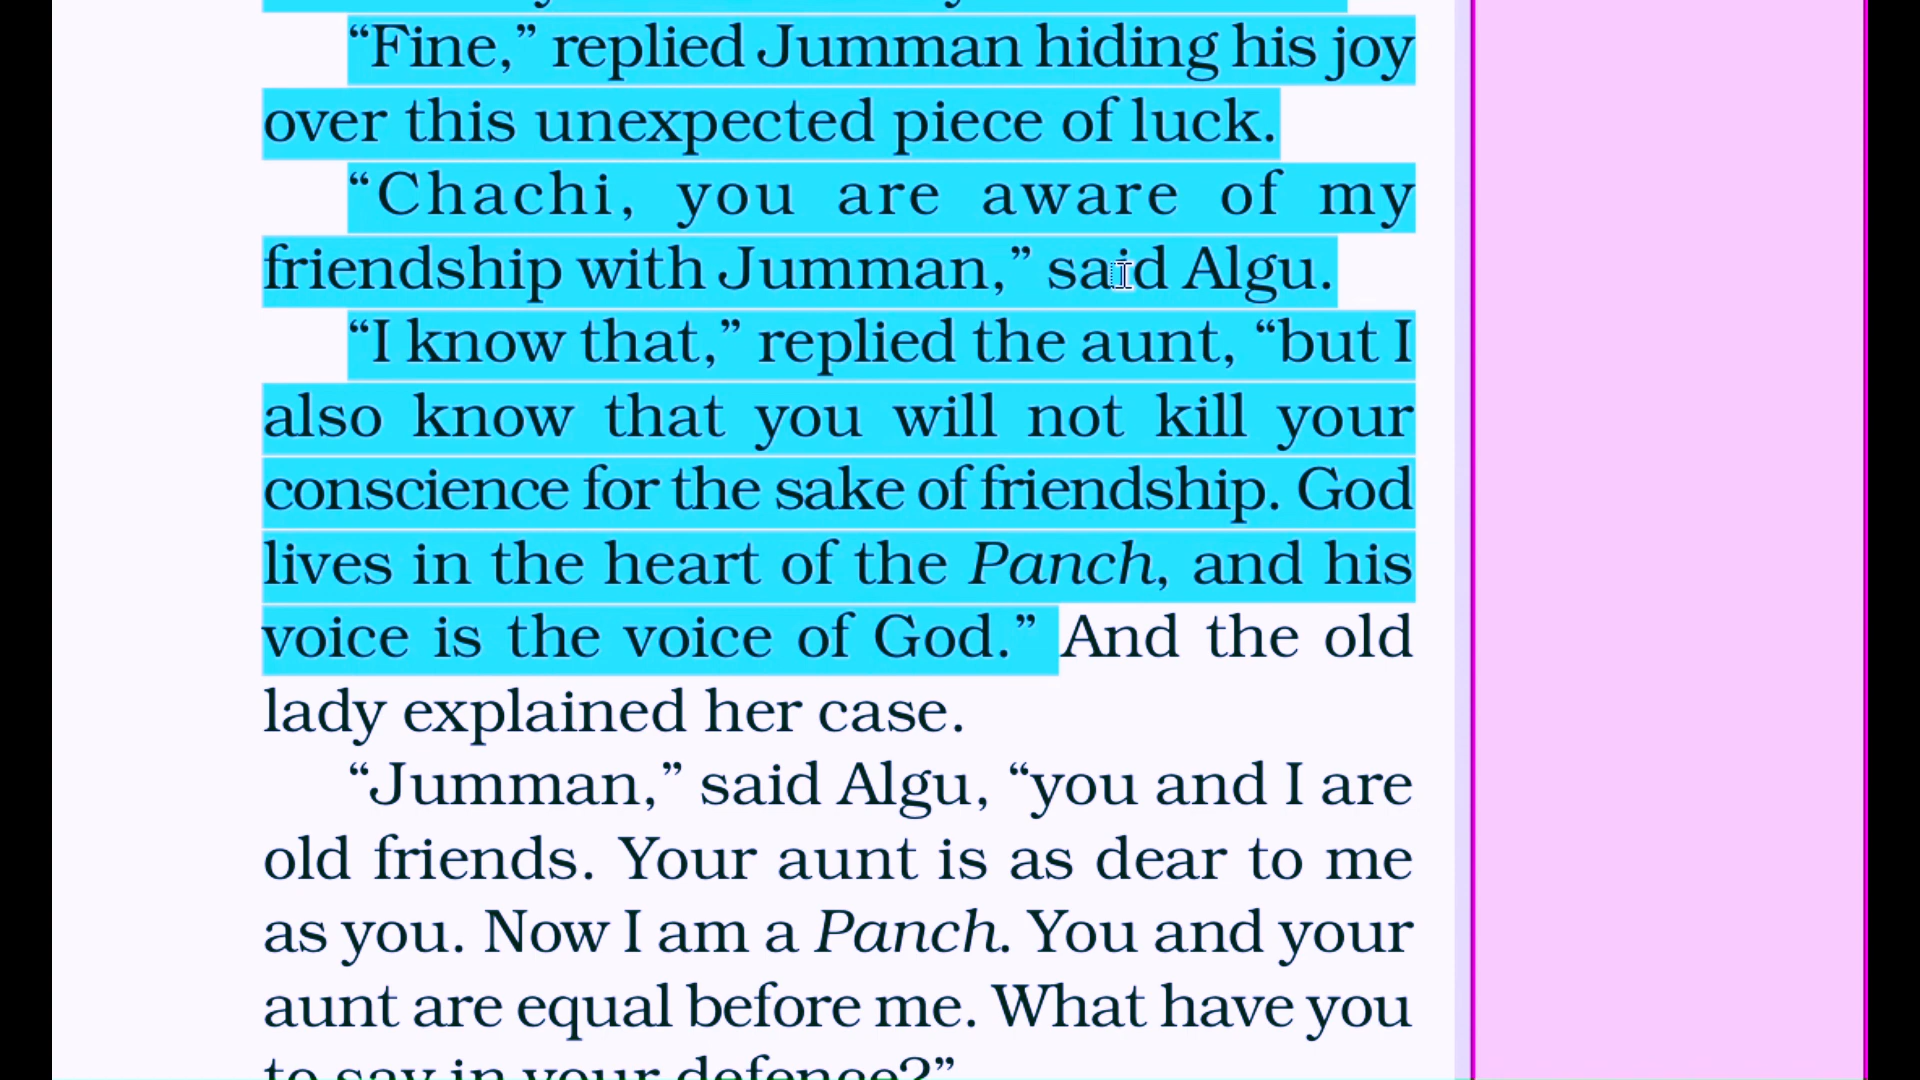 “Fine,” replied Jumman hiding his joy
over this unexpected piece of luck.
“Chachi, you are aware of my
friendship with Jumman,” said Algu.
“I know that,” replied the aunt, “but I
also know that you will not kill your
conscience for the sake of friendship. God
lives in the heart of the Panch, and his
voice is the voice of God.” And the old
lady explained her case.
“Jumman,” said Algu, “you and I are
old friends. Your aunt is as dear to me
as you. Now I am a Panch. You and your
aunt are equal before me. What have you
to say in your defence?”